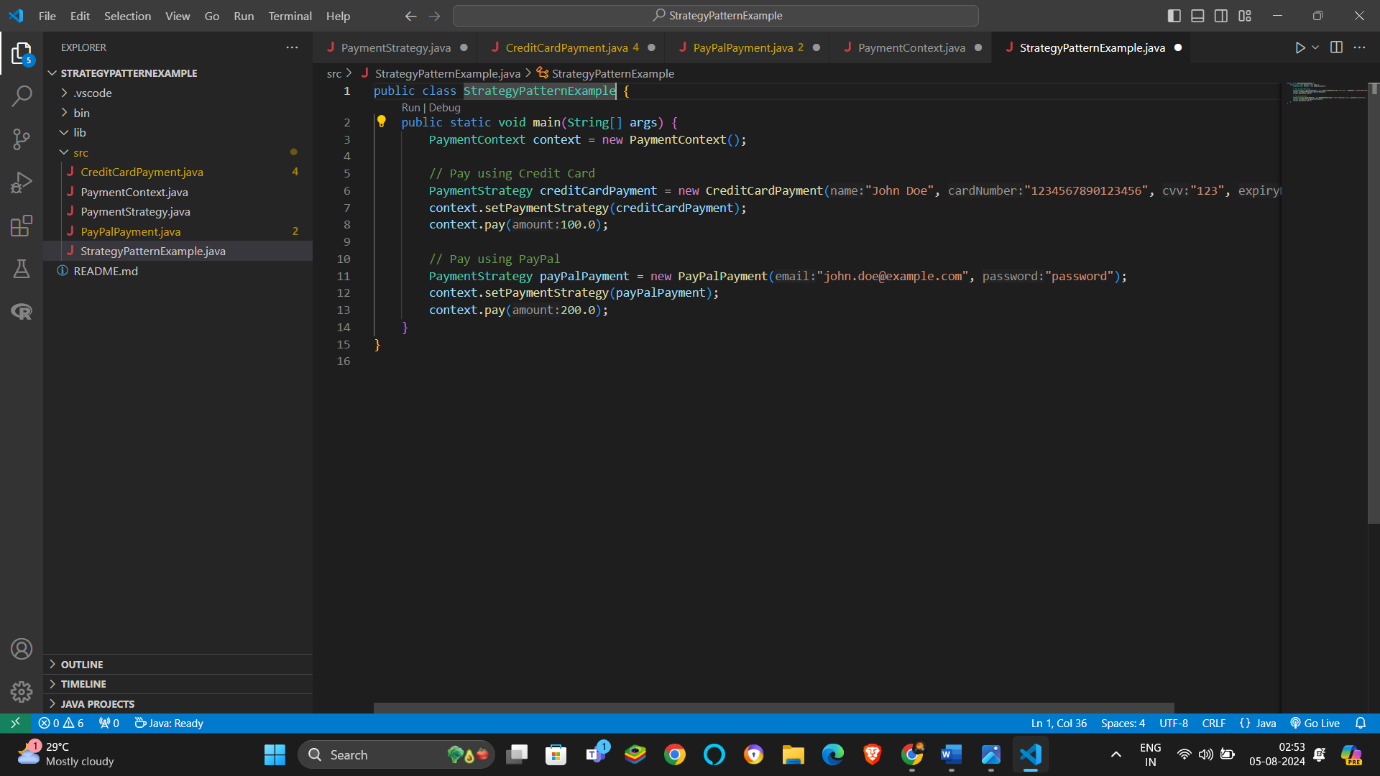 File Edit Selection View Go Run Terminal Help
StrategyPatternExample
5
EXPLORER
STRATEGYPATTERNEXAMPLE
.vscode
bin
lib
src
CreditCardPayment.java 4
PaymentContext.java
PaymentStrategy.java
PayPalPayment.java 2
StrategyPatternExample.java
README.md
OUTLINE
TIMELINE
JAVA PROJECTS
PaymentStrategy.java CreditCardPayment.java 4 PayPalPayment.java 2 PaymentContext.java StrategyPatternExample.java
src > StrategyPatternExample.java > StrategyPatternExample
1 public class StrategyPatternExample {
Run | Debug
2 public static void main(String[] args) {
3 PaymentContext context = new PaymentContext();
4
5 // Pay using Credit Card
6 PaymentStrategy creditCardPayment = new CreditCardPayment(name:"John Doe", cardNumber:"1234567890123456", cvv:"123",
7 context.setPaymentStrategy(creditCardPayment);
8 context.pay(amount:100.0);
9
10 // Pay using PayPal
11 PaymentStrategy payPalPayment = new PayPalPayment(email:"john.doe@example.com", password:"password");
12 context.setPaymentStrategy(payPalPayment);
13 context.pay(amount:200.0);
14 }
15 }
16
0 6 0 Java: Ready Ln 1, Col 36 Spaces: 4 UTF-8 CRLF {} Java Go Live
1 29°C
Mostly cloudy
Search
1
ENG
IN
02:53
05-08-2024
PRE